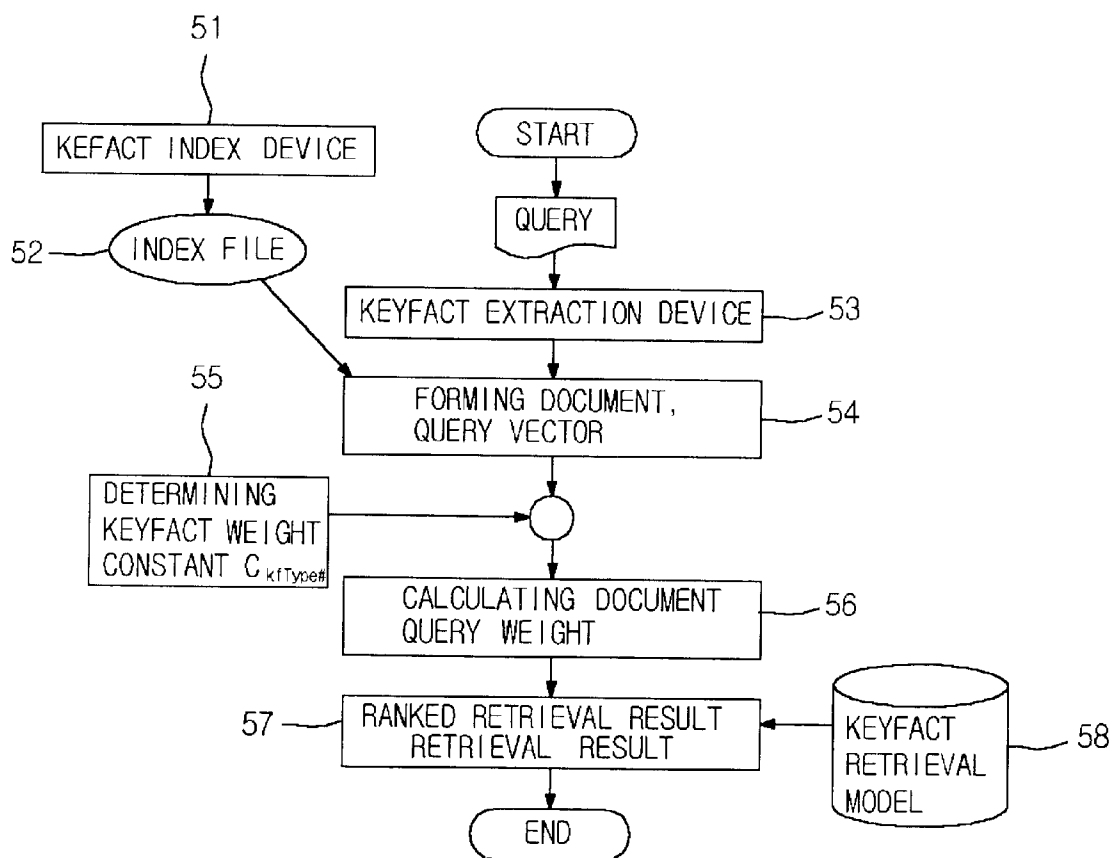 51
KEFACT INDEX DEVICE
START
QUERY
52
INDEX FILE
KEYFACT EXTRACTION DEVICE
53
55
FORMING DOCUMENT,
QUERY VECTOR
54
DETERMINING
KEYFACT WEIGHT
CONSTANT C kfType#
CALCULATING DOCUMENT
QUERY WEIGHT
56
57
RANKED RETRIEVAL RESULT
RETRIEVAL RESULT
KEYFACT
RETRIEVAL
MODEL
58
END